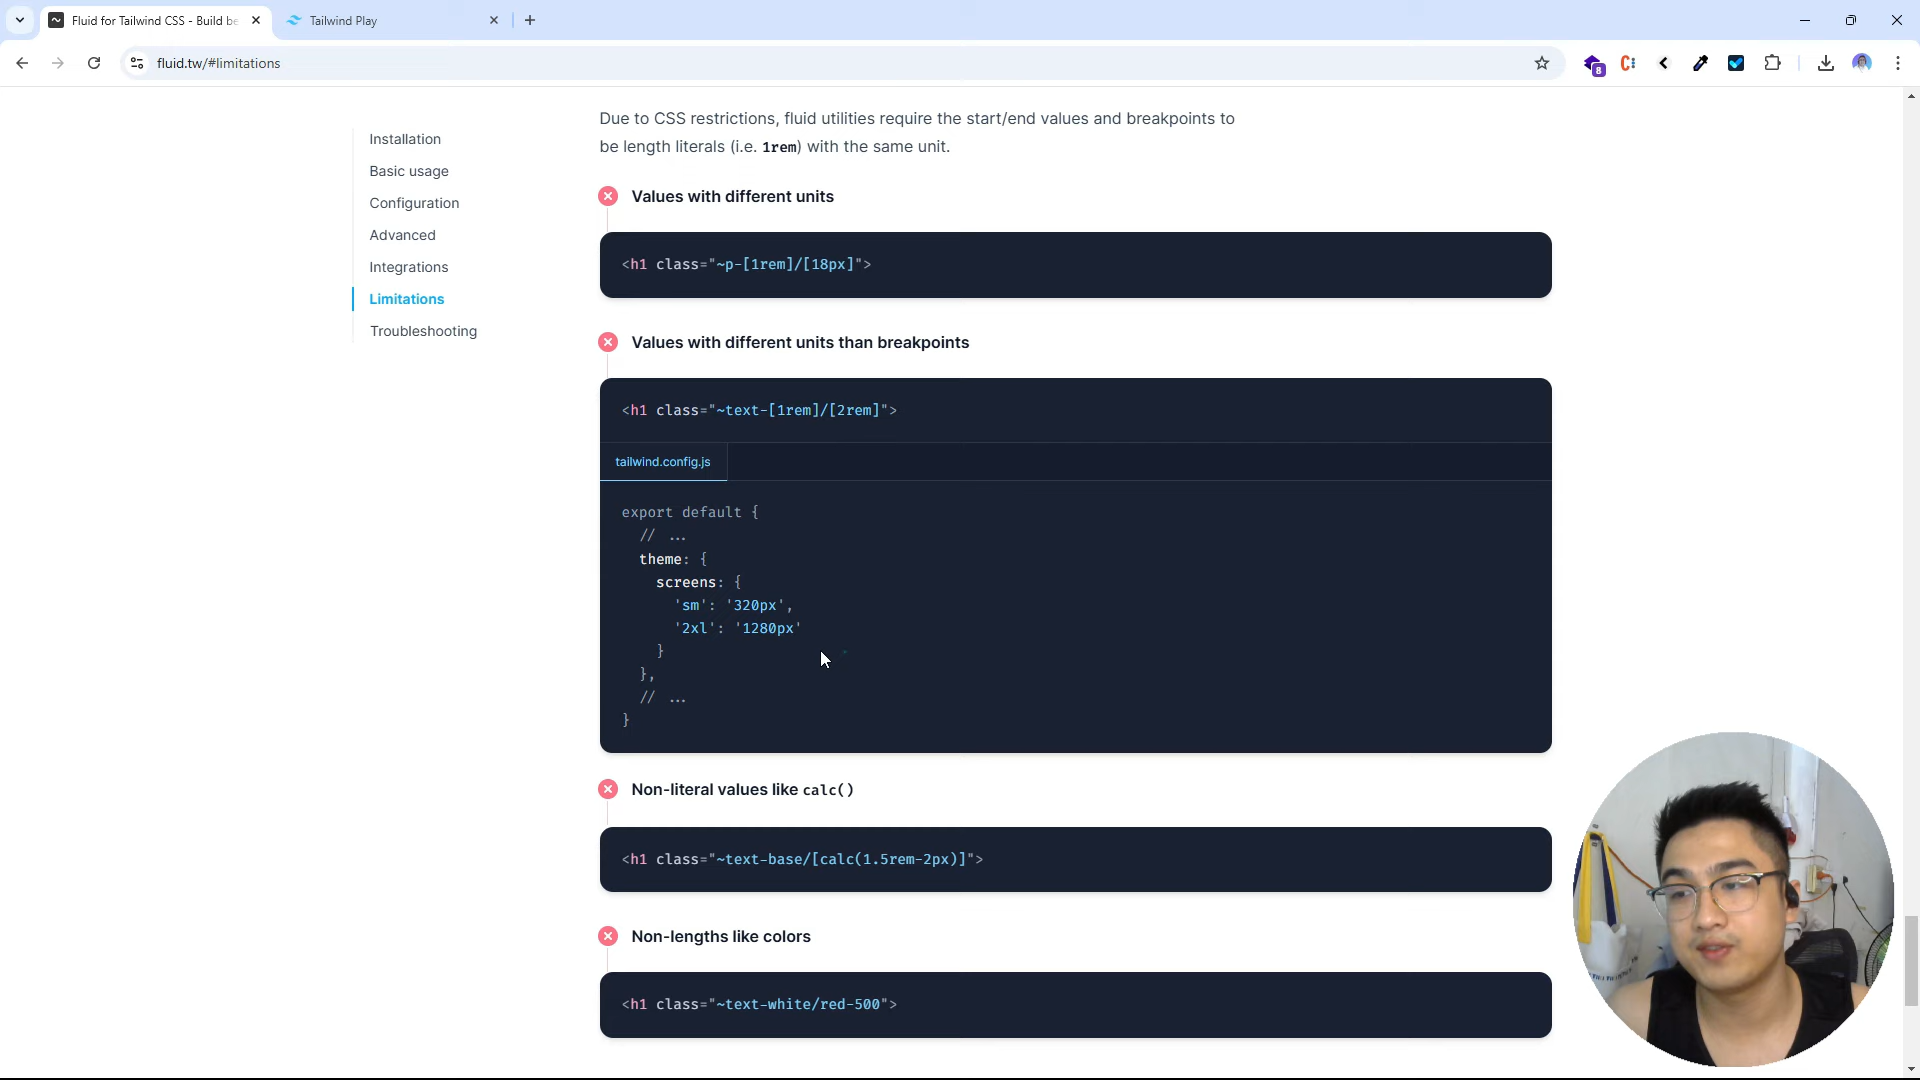 Fluid for Tailwind CSS - Build be
Tailwind Play
fluid.tw/#limitations
8
Installation
Basic usage
Configuration
Advanced
Integrations
Limitations
Troubleshooting
Due to CSS restrictions, fluid utilities require the start/end values and breakpoints to
be length literals (i.e. 1rem) with the same unit.
Values with different units
<h1 class="~p-[1rem]/[18px]">
Values with different units than breakpoints
<h1 class="~text-[1rem]/[2rem]">
tailwind.config.js
export default {
// ...
theme: {
screens: {
'sm': '320px',
'2xl': '1280px'
}
},
// ...
}
Non-literal values like calc()
<h1 class="~text-base/[calc(1.5rem-2px)]">
Non-lengths like colors
<h1 class="~text-white/red-500">